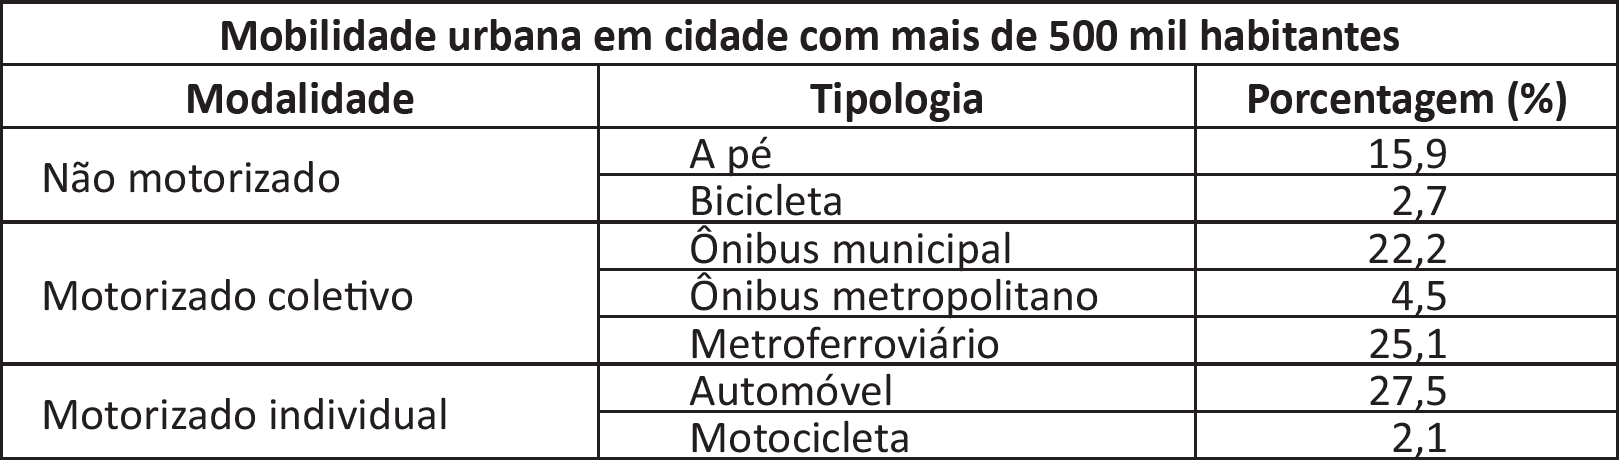 Mobilidade urbana em cidade com mais de 500 mil habitantes
Modalidade Tipologia Porcentagem (%)
Não motorizado
A pé 15,9
Bicicleta 2,7
Motorizado coletivo
Ônibus municipal 22,2
Ônibus metropolitano 4,5
Metroferroviário 25,1
Motorizado individual
Automóvel 27,5
Motocicleta 2,1